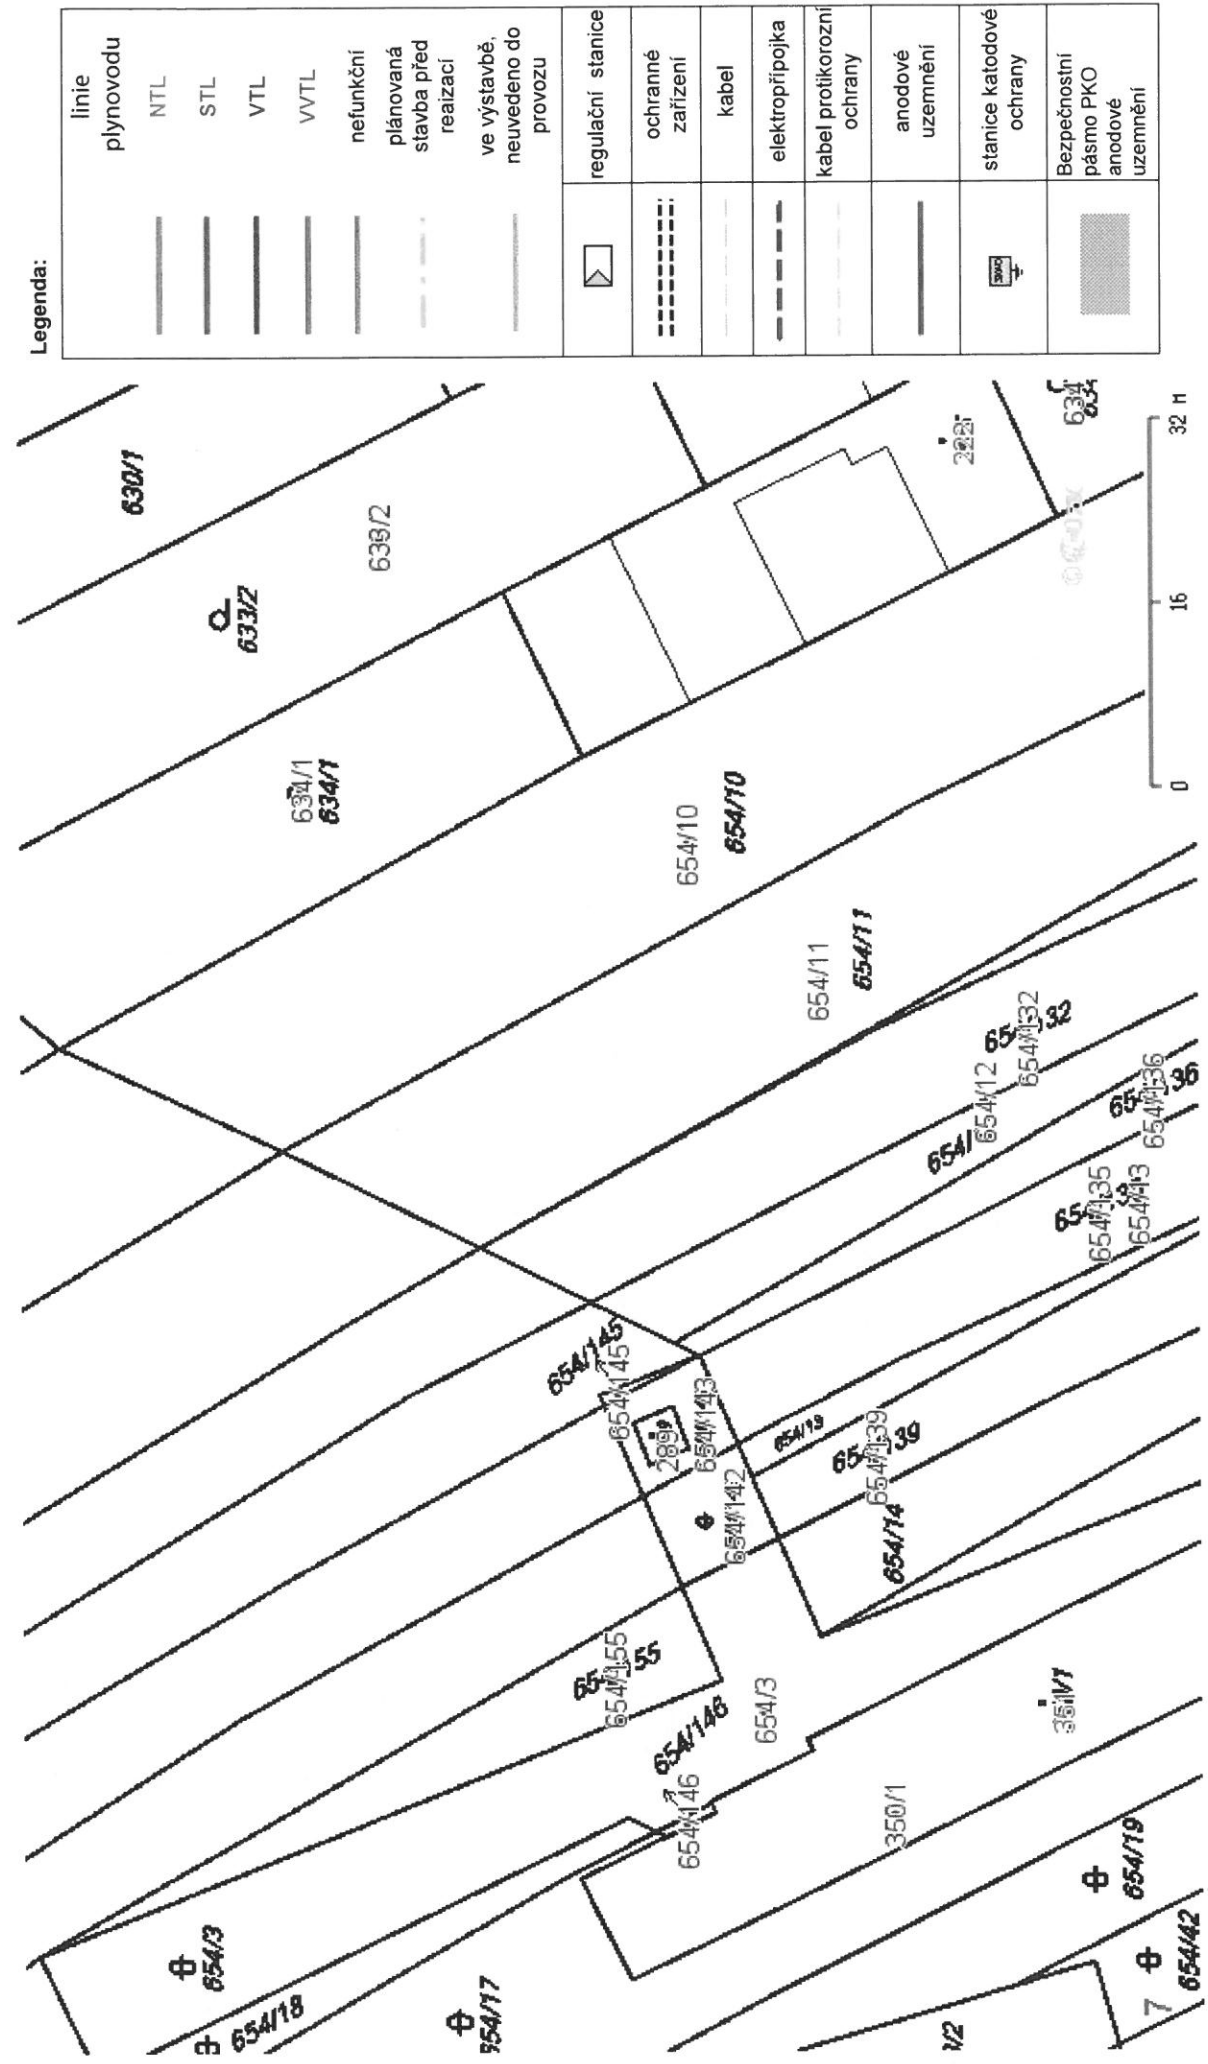 Legenda:
linie
plynovodu
NTL
STL
VTL
VVTL
nefunkční
plánovaná
stavba před
reaizací
ve výstavbě,
neuvedeno do
provozu
regulační stanice
ochranné
zařízení
kabel
elektropřípojka
kabel protikorozní
ochrany
anodové
uzemnění
stanice katodové
ochrany
Bezpečnostní
pásmo PKO
anodové
uzemnění
630/1
633/2
634/1
634/1
654/10
654/10
654/11
654/11
654/132
654/12
654/
654/136
654/135
654/13
654/145
654/145
289
654/143
654/142
654/13
654/139
654/14
654/155
654/146
654/146
654/3
350/1
654/3
654/18
654/19
654/42
7
634
0
16
32 M